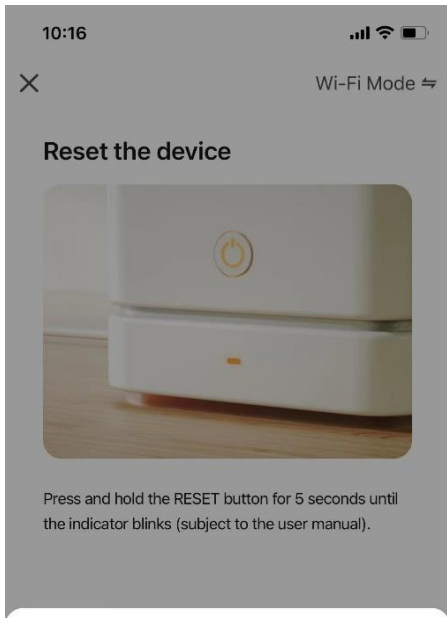 10:16
Wi-Fi Mode
Reset the device
Press and hold the RESET button for 5 seconds until
the indicator blinks (subject to the user manual).